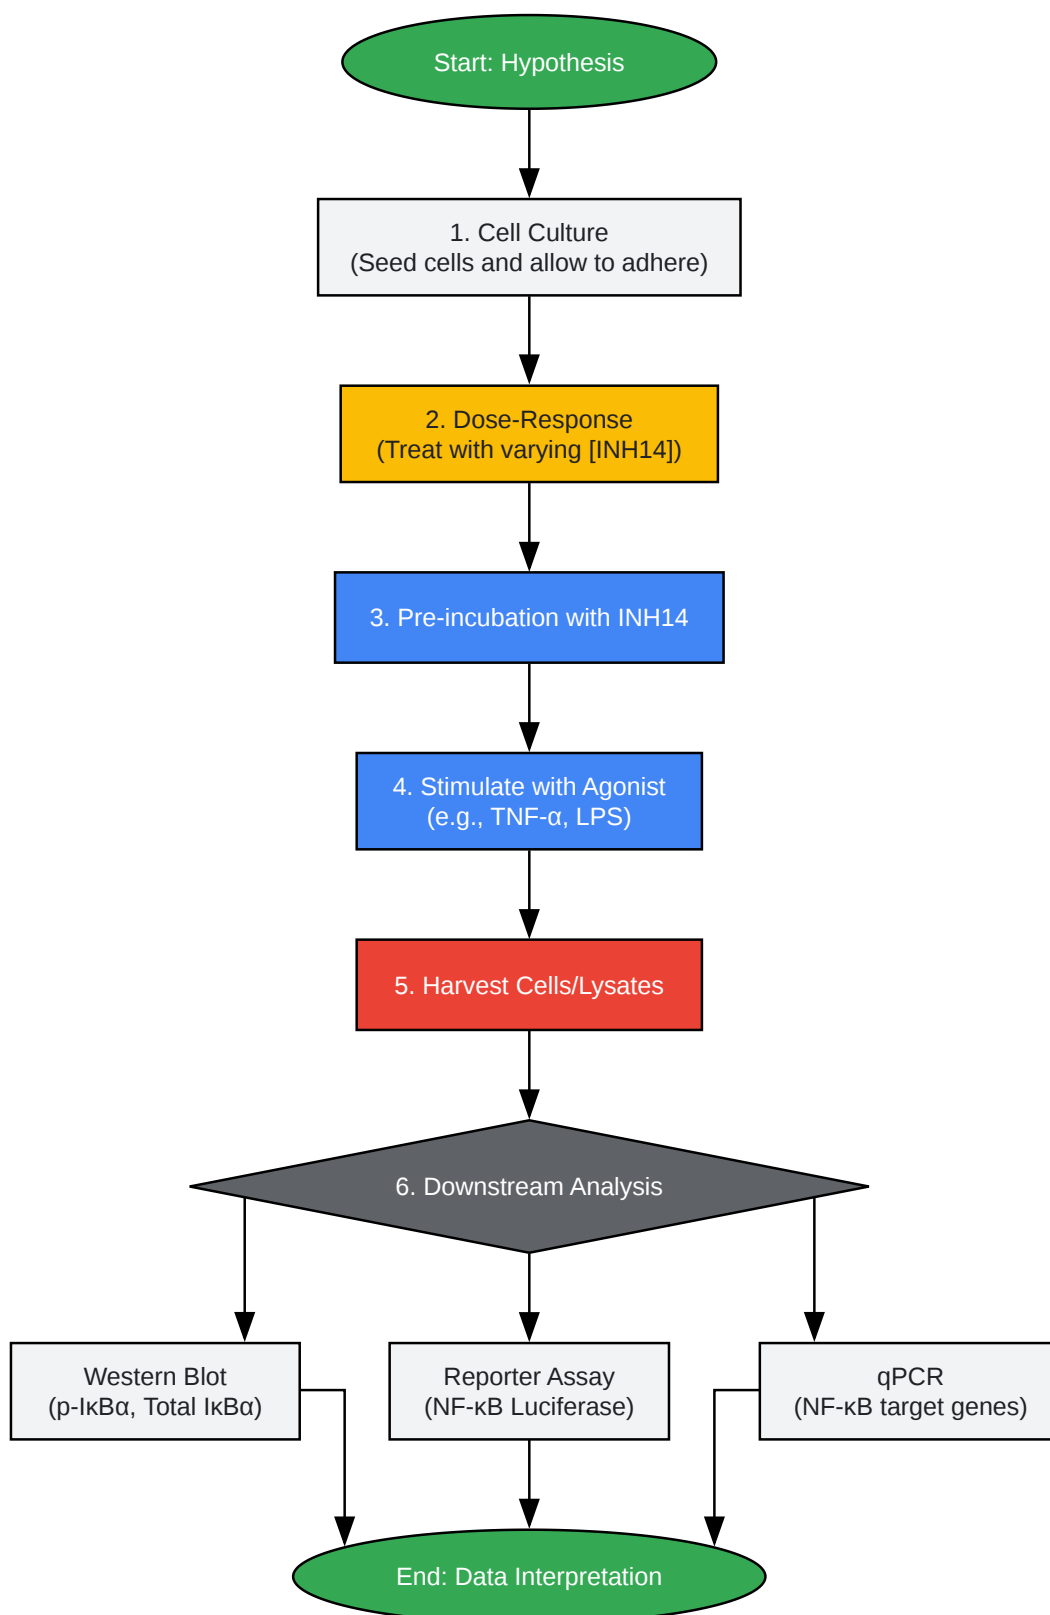 Start: Hypothesis
1. Cell Culture
(Seed cells and allow to adhere)
2. Dose-Response
(Treat with varying [INH14])
3. Pre-incubation with INH14
4. Stimulate with Agonist
(e.g., TNF-α, LPS)
5. Harvest Cells/Lysates
6. Downstream Analysis
Western Blot
(p-IκBα, Total IκBα)
Reporter Assay
(NF-κB Luciferase)
qPCR
(NF-κB target genes)
End: Data Interpretation